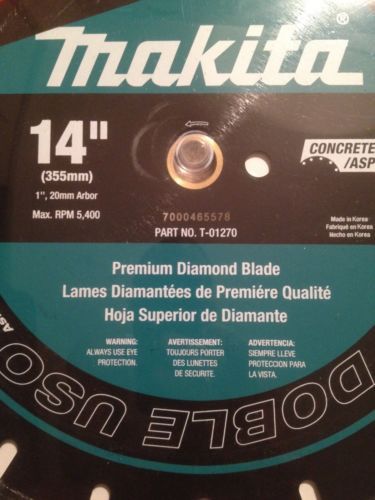 makita®
14"
(355mm)
1", 20mm Arbor
Max. RPM 5,400
CONCRETE
/ASP
7000465578
PART NO. T-01270
Made in Korea
Fabriqué en Korea
Hecho en Korea
Premium Diamond Blade
Lames Diamantées de Premiére Qualité
Hoja Superior de Diamante
WARNING:
ALWAYS USE EYE
PROTECTION.
AVERTISSEMENT:
TOUJOURS PORTER
DES LUNETTES
DE SECURITE.
ADVERTENCIA:
SIEMPRE LLEVE
PROTECCION PARA
LA VISTA.
DOBLE USO